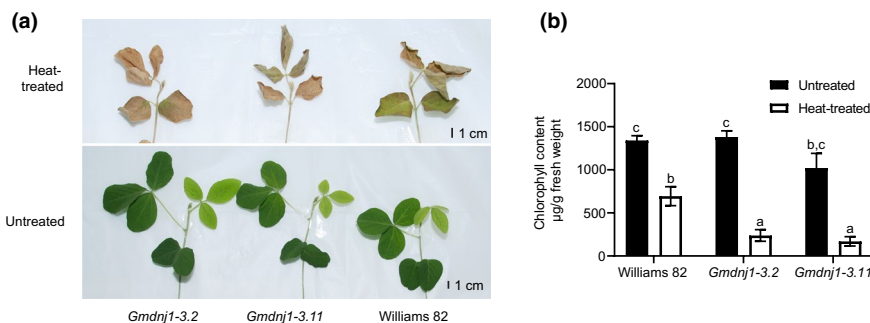 (a)
Heat-
treated
1 cm
Untreated
1 cm
Gmdnj1-3.2 Gmdnj1-3.11 Williams 82
(b)
2000
1500
1000
500
0
Chlorophyll content
µg/g fresh weight
Untreated
Heat-treated
c
b
c
a
b,c
a
Williams 82 Gmdnj1-3.2 Gmdnj1-3.11